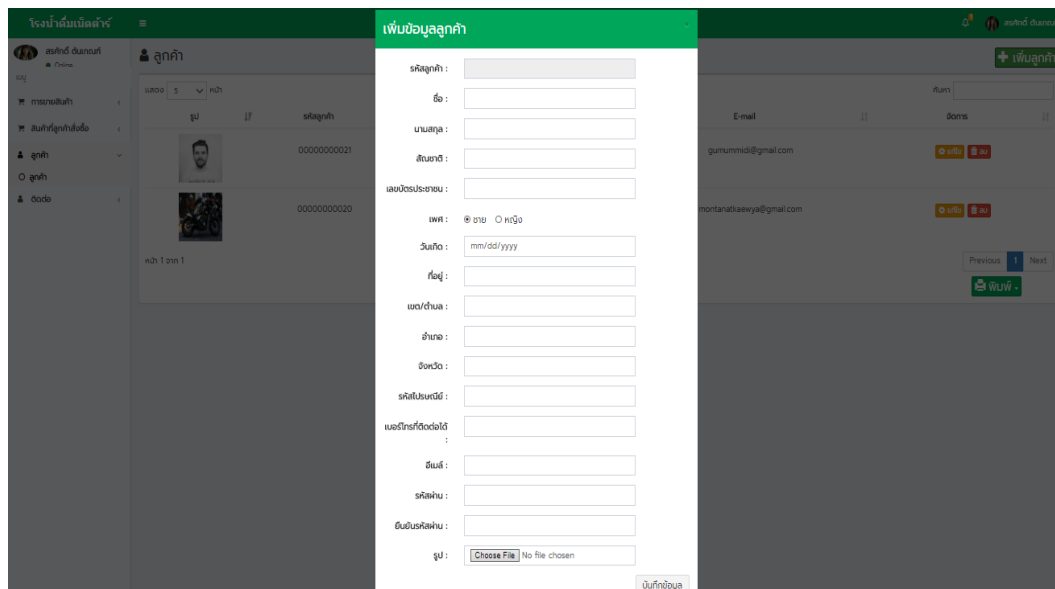 โรงน้ำดื่มเบ็ตต้าร์
เพิ่มข้อมูลลูกค้า
สรศักดิ์ ตันเกณฑ์
Online
เมนู
การขายสินค้า
สินค้าที่ลูกค้าสั่งซื้อ
ลูกค้า
ลูกค้า
ติดต่อ
ลูกค้า
เพิ่มลูกค้า
แสดง 5 หน้า
ค้นหา
รูป รหัสลูกค้า E-mail จัดการ
00000000021 gumummidi@gmail.com แก้ไข ลบ
00000000020 montanatkaewya@gmail.com แก้ไข ลบ
หน้า 1 จาก 1
Previous 1 Next
พิมพ์
รหัสลูกค้า :
ชื่อ :
นามสกุล :
สัณชาติ :
เลขบัตรประชาชน :
เพศ : ชาย หญิง
วันเกิด : mm/dd/yyyy
ที่อยู่ :
เขต/ตำบล :
อำเภอ :
จังหวัด :
รหัสไปรษณีย์ :
เบอร์โทรที่ติดต่อได้
:
อีเมล์ :
รหัสผ่าน :
ยืนยันรหัสผ่าน :
รูป : Choose File No file chosen
บันทึกข้อมูล